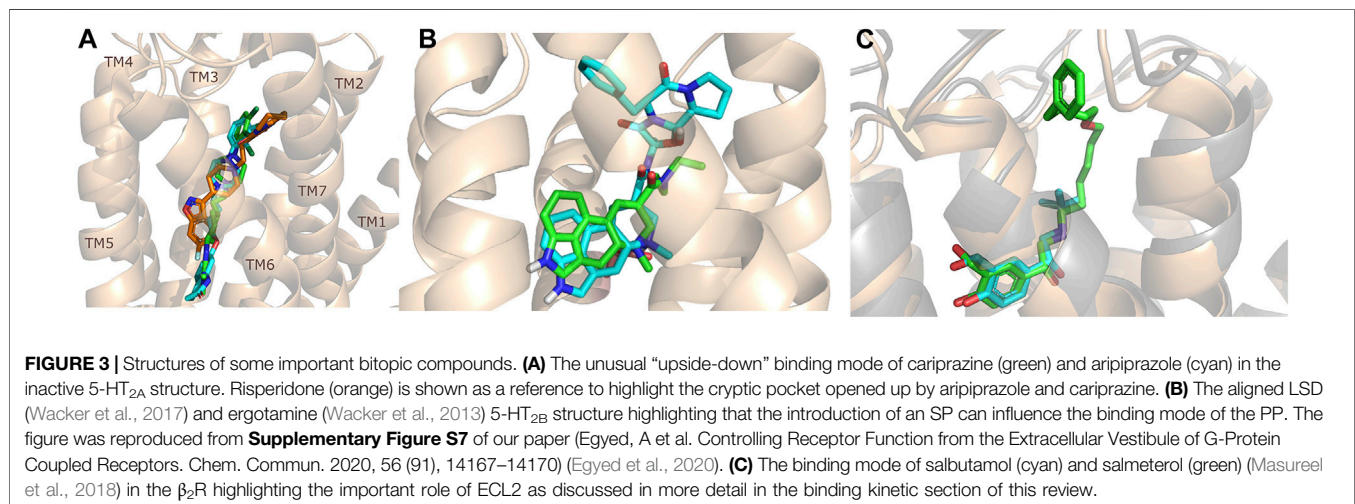 A
B
C
TM4
TM3
TM2
TM7
TM5
TM1
TM6
FIGURE 3 | Structures of some important bitopic compounds. (A) The unusual “upside-down” binding mode of cariprazine (green) and aripiprazole (cyan) in the
inactive 5-HT2A structure. Risperidone (orange) is shown as a reference to highlight the cryptic pocket opened up by aripiprazole and cariprazine. (B) The aligned LSD
(Wacker et al., 2017) and ergotamine (Wacker et al., 2013) 5-HT2B structure highlighting that the introduction of an SP can influence the binding mode of the PP. The
figure was reproduced from Supplementary Figure S7 of our paper (Egyed, A et al. Controlling Receptor Function from the Extracellular Vestibule of G-Protein
Coupled Receptors. Chem. Commun. 2020, 56 (91), 14167–14170) (Egyed et al., 2020). (C) The binding mode of salbutamol (cyan) and salmeterol (green) (Masureel
et al., 2018) in the β2R highlighting the important role of ECL2 as discussed in more detail in the binding kinetic section of this review.